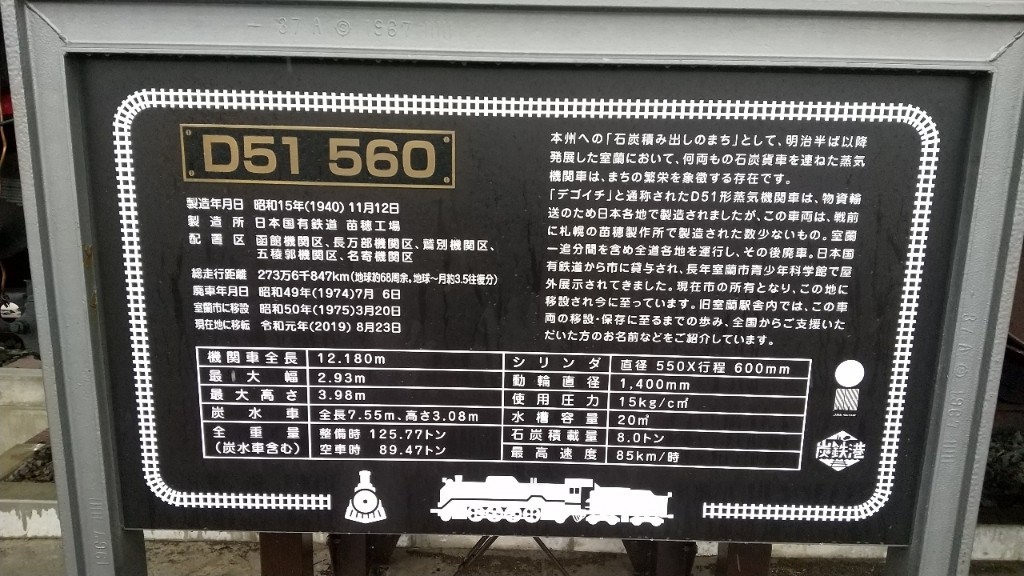 D51 560
製造年月日 昭和15年(1940) 11月12日
製造所 日本国有鉄道 苗穂工場
配置区 函館機関区、長万部機関区、鷲別機関区、
五稜郭機関区、名寄機関区
総走行距離 273万6千847km(地球約68周余。地球〜月約3.5往復分)
廃車年月日 昭和49年(1974)7月 6日
室蘭市に移設 昭和50年(1975)3月20日
現在地に移転 令和元年(2019) 8月23日
本州への「石炭積み出しのまち」として、明治半ば以降
発展した室蘭において、何両もの石炭貨車を連ねた蒸気
機関車は、まちの繁栄を象徴する存在です。
「デゴイチ」と通称されたD51形蒸気機関車は、物資輸
送のため日本各地で製造されましたが、この車両は、戦前
に札幌の苗穂製作所で製造された数少ないもの。室蘭
―追分間を含め全道各地を運行し、その後廃車。日本国
有鉄道から市に貸与され、長年室蘭市青少年科学館で屋
外展示されてきました。現在市の所有となり、この地に
移設され今に至っています。旧室蘭駅舎内では、この車
両の移設・保存に至るまでの歩み、全国からご支援いた
だいた方のお名前などをご紹介しています。
機関車全長 12.180m
最大幅 2.93m
最大高さ 3.98m
炭水車 全長7.55m、高さ3.08m
全重量 整備時 125.77トン
(炭水車含む) 空車時 89.47トン
シリンダ 直径 550X行程 600mm
動輪直径 1,400mm
使用圧力 15kg/c㎡
水槽容量 20㎥
石炭積載量 8.0トン
最高速度 85km/時
炭鉄港